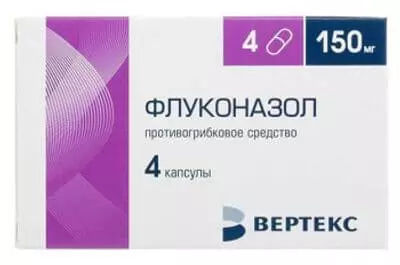 4 150 мг
ФЛУКОНАЗОЛ
противогрибковое средство
4 капсулы
ВЕРТЕКС